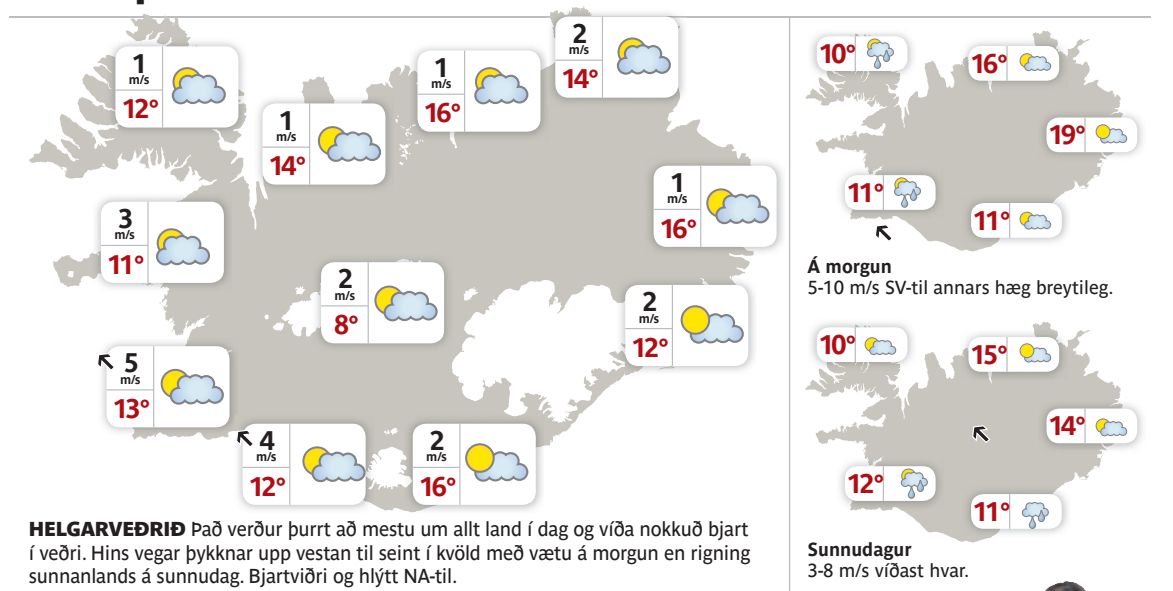 1
m/s
12°
1
m/s
14°
1
m/s
16°
2
m/s
14°
1
m/s
16°
3
m/s
11°
2
m/s
8°
2
m/s
12°
5
m/s
13°
4
m/s
12°
2
m/s
16°
HELGARVEÐRIÐ Það verður þurrt að mestu um allt land í dag og víða nokkuð bjart
í veðri. Hins vegar þykknar upp vestan til seint í kvöld með vætu á morgun en rigning
sunnanlands á sunnudag. Bjartviðri og hlýtt NA-til.
10°
16°
19°
11°
11°
Á morgun
5-10 m/s SV-til annars hæg breytileg.
10°
15°
14°
12°
11°
Sunnudagur
3-8 m/s víðast hvar.